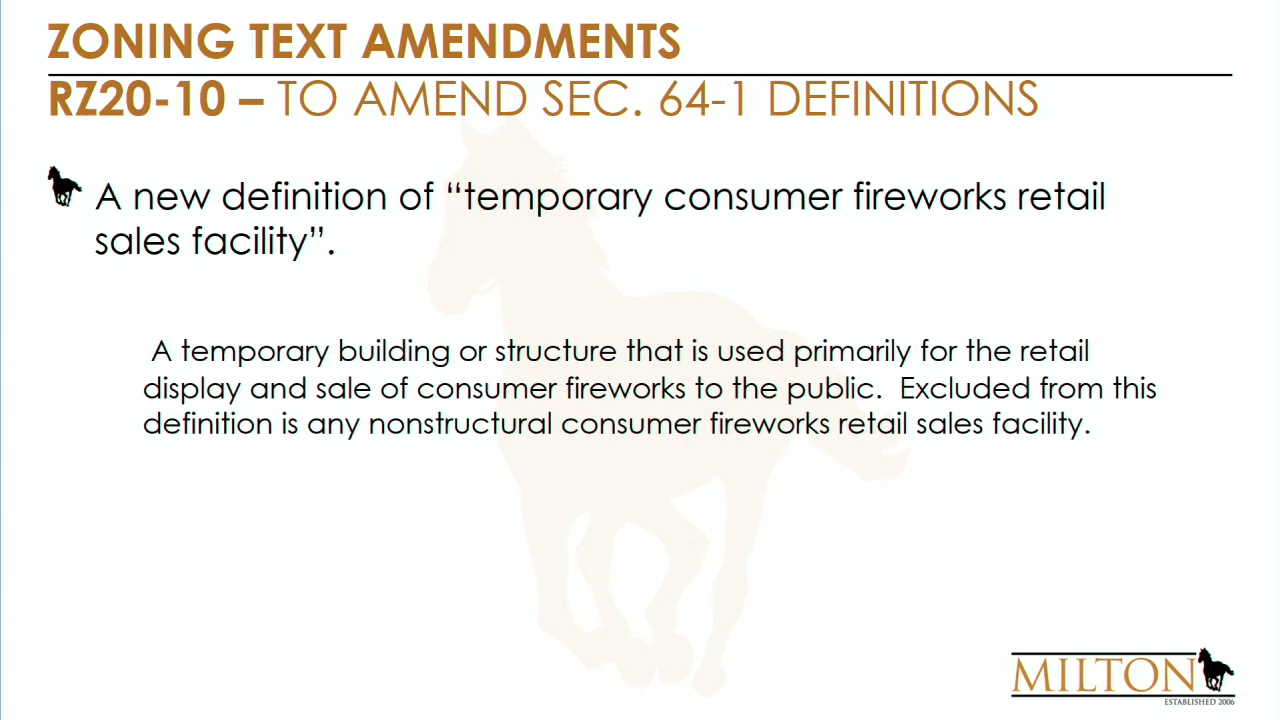 ZONING TEXT AMENDMENTS
RZ20-10 – TO AMEND SEC. 64-1 DEFINITIONS
A new definition of “temporary consumer fireworks retail
sales facility”.
A temporary building or structure that is used primarily for the retail
display and sale of consumer fireworks to the public.  Excluded from this
definition is any nonstructural consumer fireworks retail sales facility.
MILTON
ESTABLISHED 2006